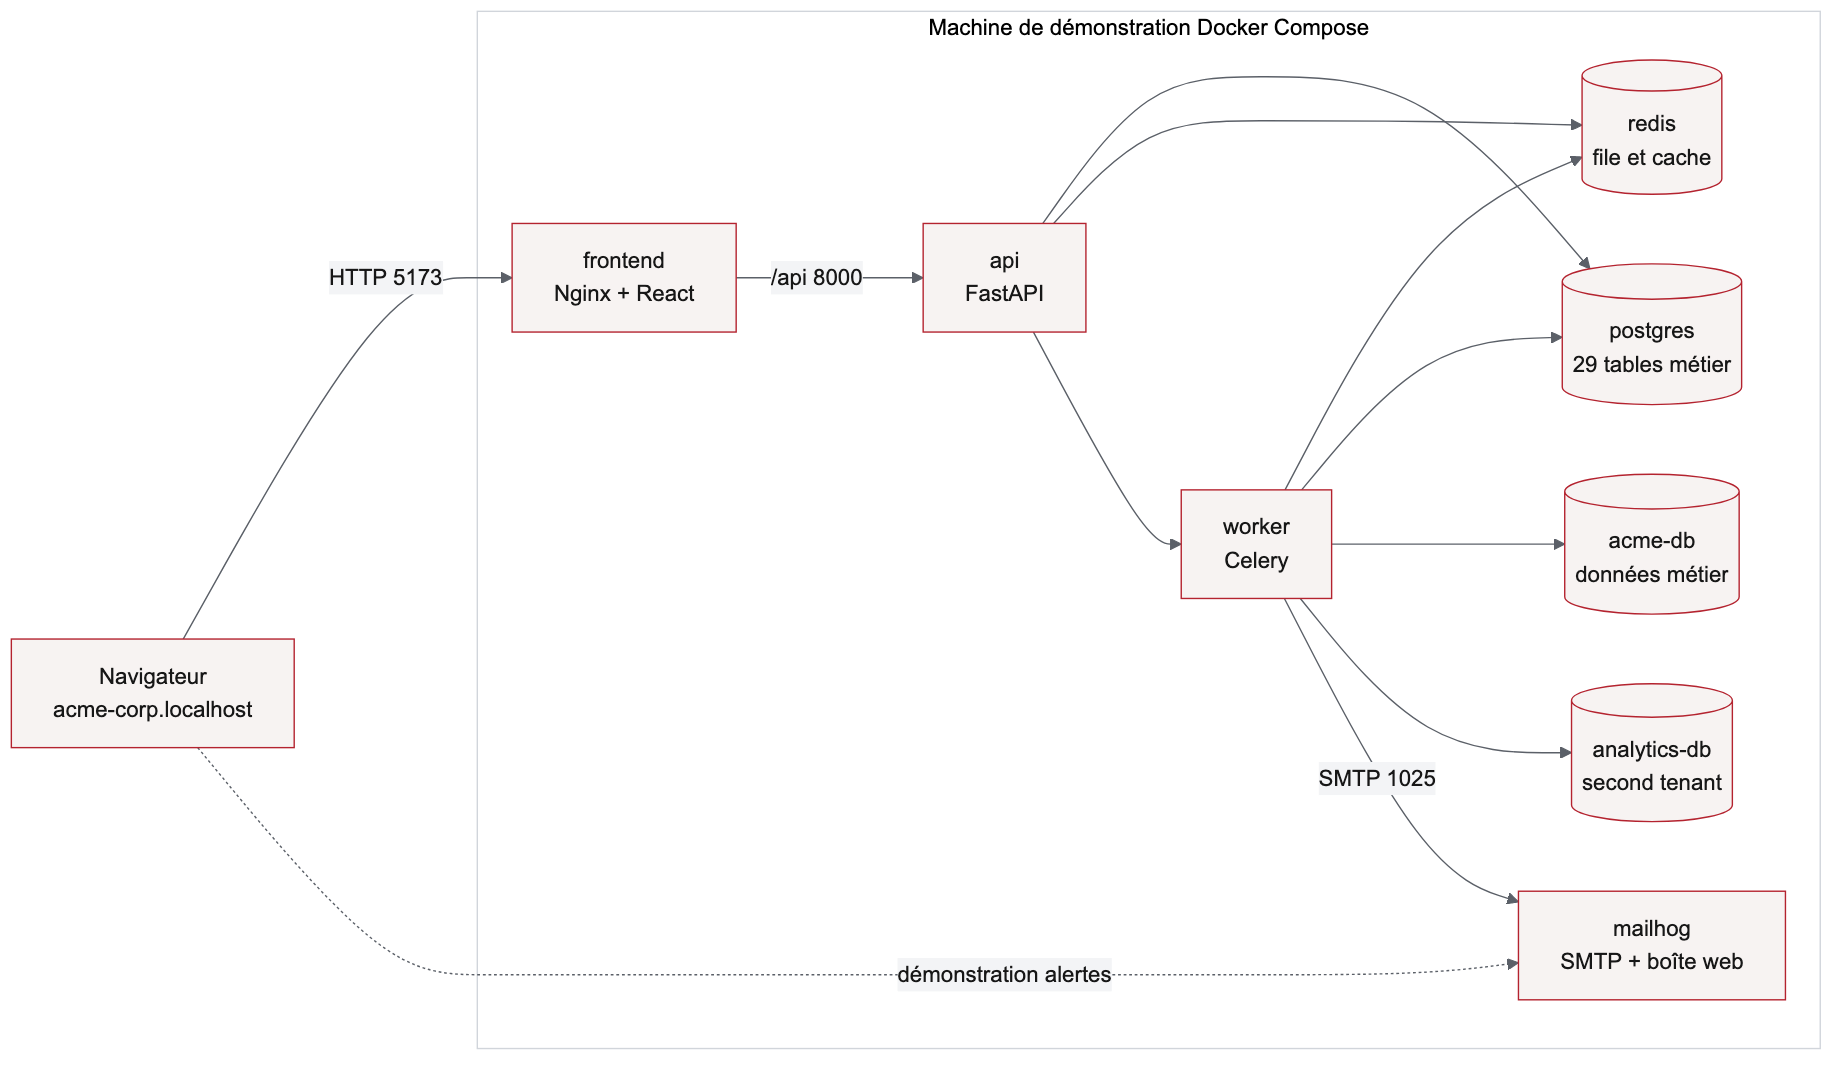 Machine de démonstration Docker Compose
redis
file et cache
frontend
Nginx + React
api
FastAPI
HTTP 5173
/api 8000
postgres
29 tables métier
worker
Celery
acme-db
données métier
Navigateur
acme-corp.localhost
analytics-db
second tenant
SMTP 1025
mailhog
SMTP + boîte web
démonstration alertes